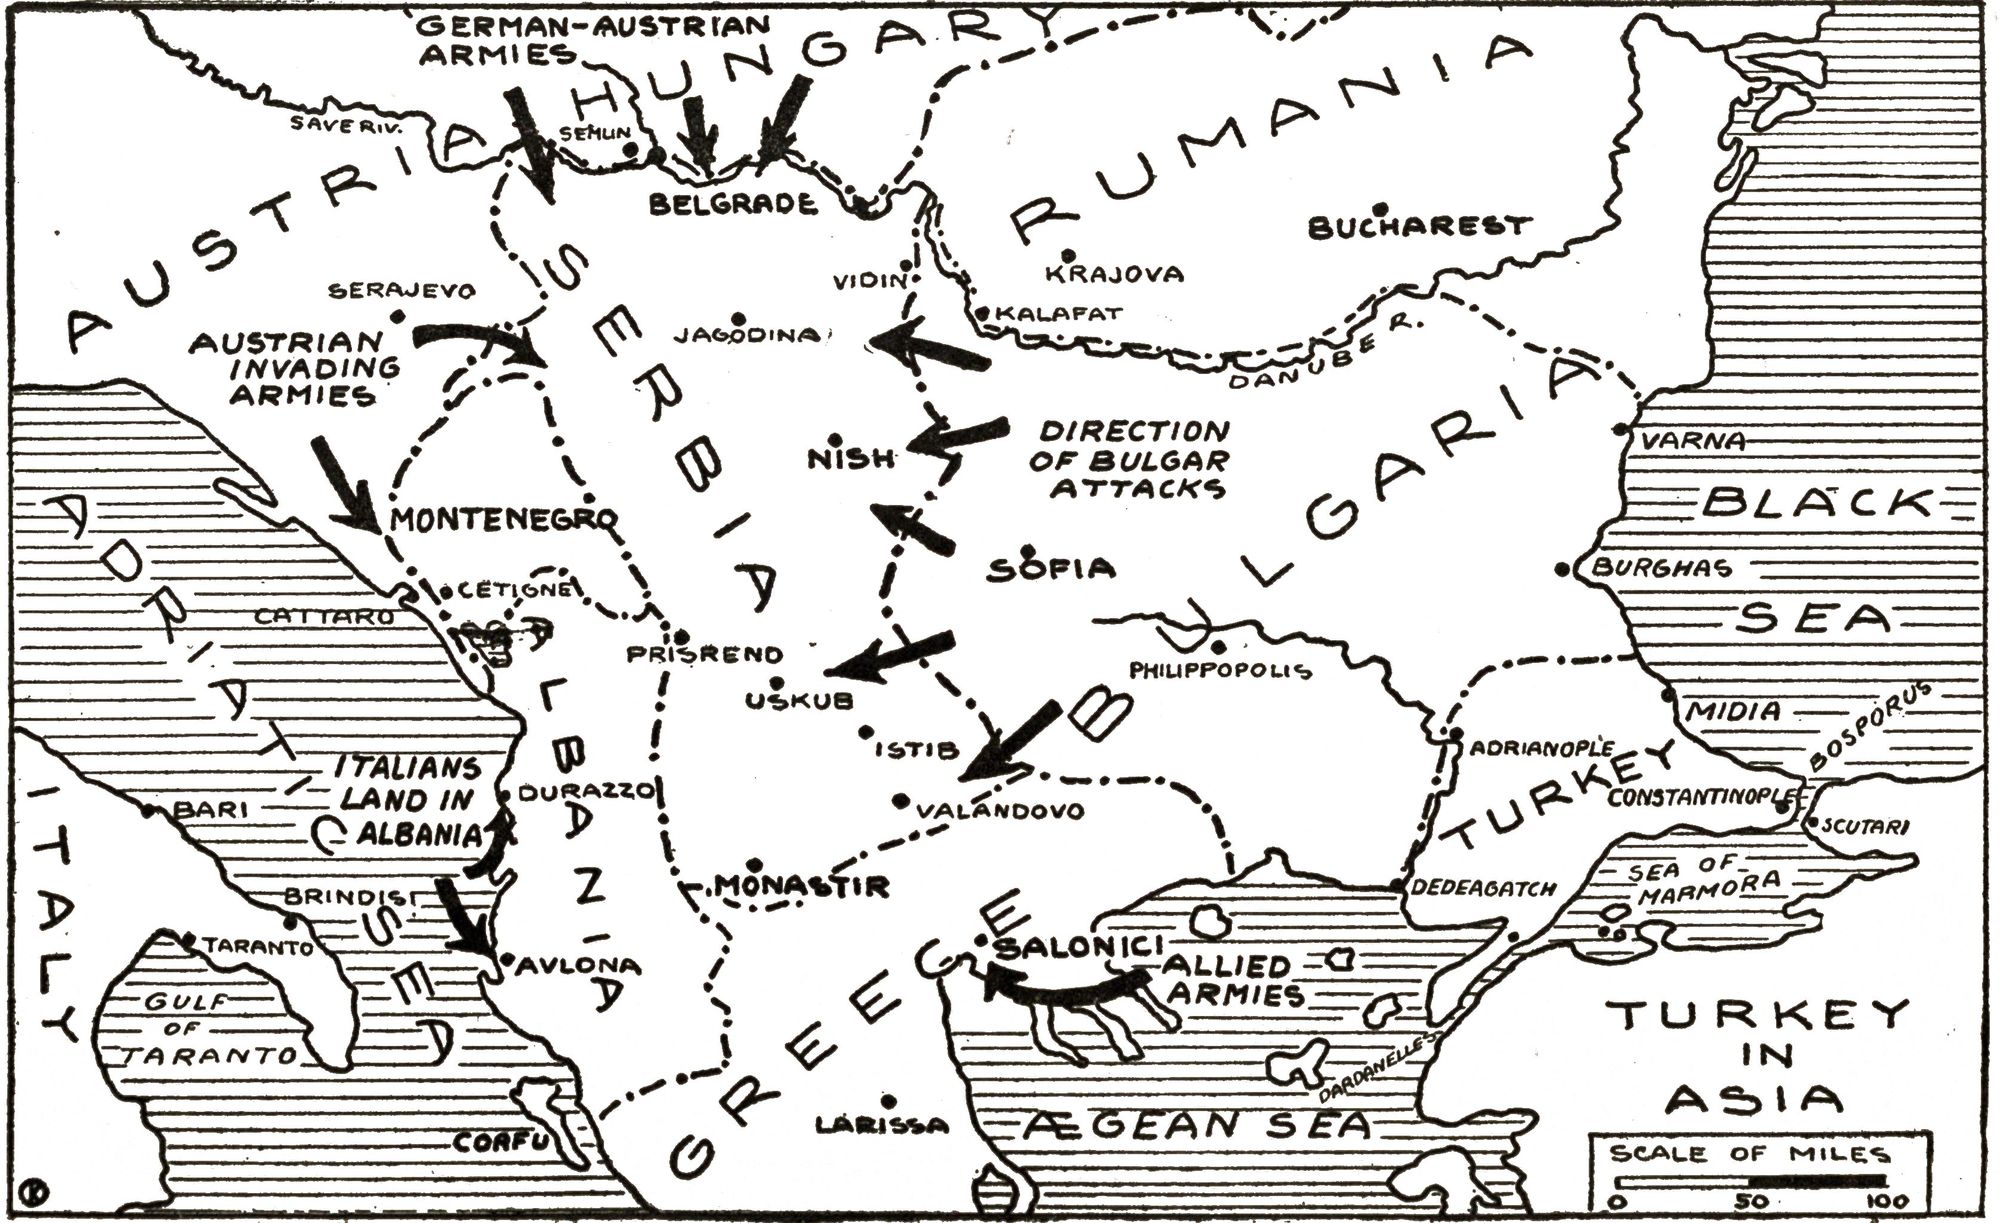 GERMAN-AUSTRIAN
ARMIES
AUSTRIA HUNGARY
RUMANIA
SAVE RIV.
SEMLIN
BELGRADE
BUCHAREST
VIDIN
KRAJOVA
KALAFAT
SERAJEVO
JAGODINA
DANUBE R.
AUSTRIAN
INVADING
ARMIES
SERBIA
NISH
DIRECTION
OF BULGAR
ATTACKS
BULGARIA
VARNA
BLACK
SEA
MONTENEGRO
SOFIA
BURGHAS
CETIGNE
CATTARO
ADRIATIC SEA
PRISREND
USKUB
PHILIPPOPOLIS
ISTIB
MIDIA
BOSPORUS
ALBANIA
ITALIANS
LAND IN
ALBANIA
DURAZZO
VALANDOVO
ADRIANOPLE
TURKEY
CONSTANTINOPLE
SCUTARI
BARI
ITALY
MONASTIR
DEDEAGATCH
SEA OF
MARMORA
BRINDISI
TARANTO
AVLONA
SALONICI
ALLIED
ARMIES
GREECE
GULF
OF
TARANTO
DARDANELLES
TURKEY
IN
ASIA
CORFU
LARISSA
ÆGEAN SEA
SCALE OF MILES
0 50 100
K